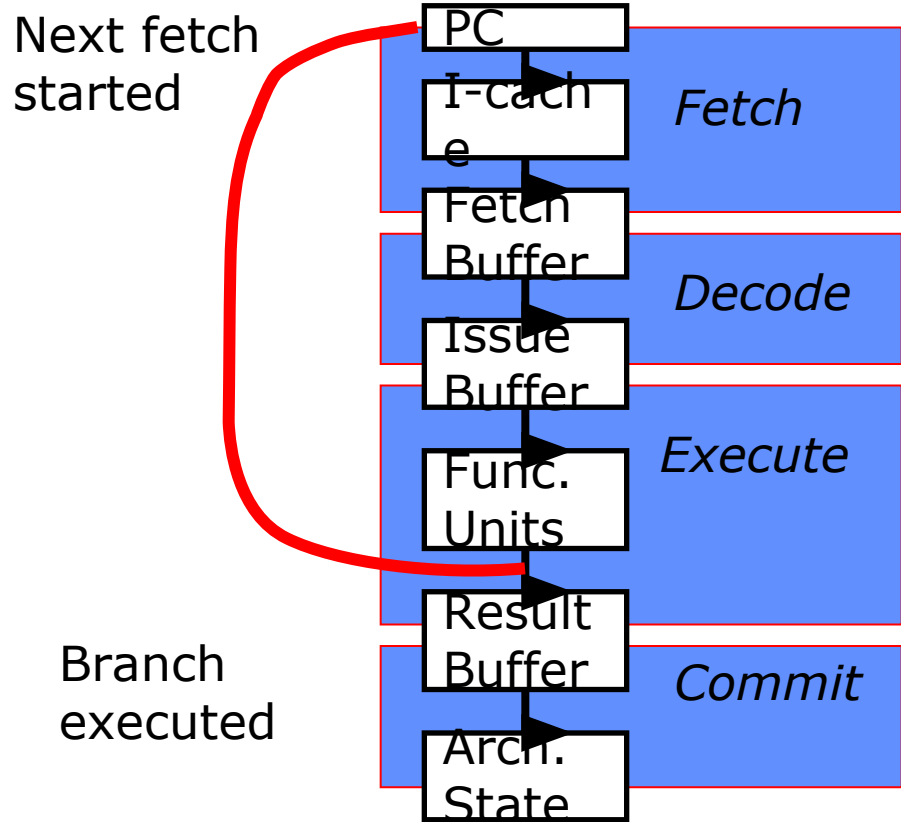 Next fetch
started
PC
I-cach
e
Fetch
Fetch
Buffer
Decode
Issue
Buffer
Execute
Func.
Units
Result
Buffer
Branch
executed
Commit
Arch.
State